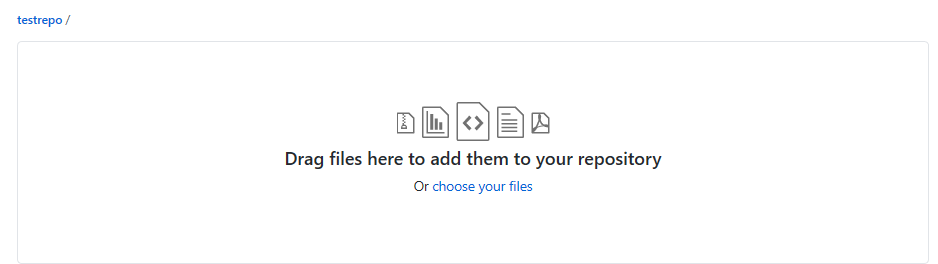 testrepo /
Drag files here to add them to your repository
Or choose your files